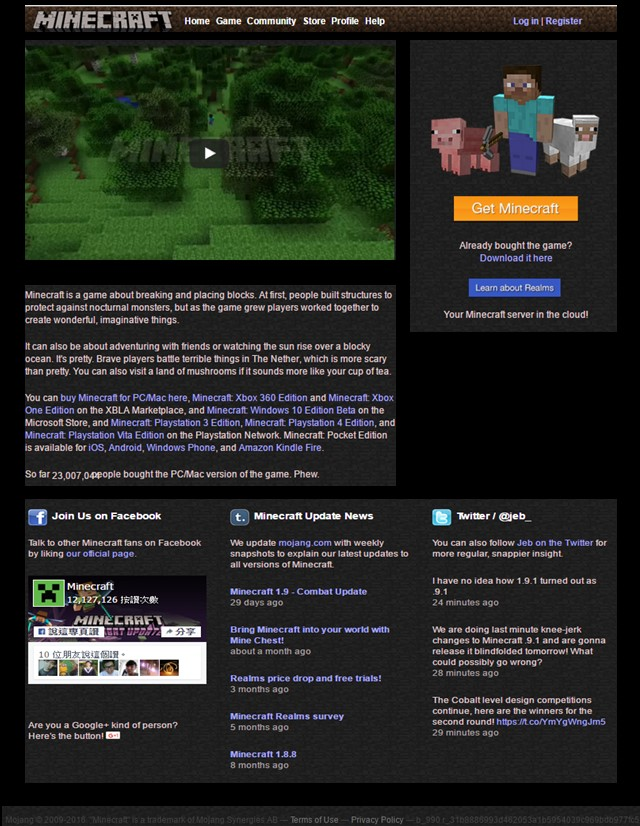 MINECRAFT Home Game Community Store Profile Help Log in | Register
MINECRAFT
Get Minecraft
Already bought the game?
Download it here
Learn about Realms
Your Minecraft server in the cloud!
Minecraft is a game about breaking and placing blocks. At first, people built structures to
protect against nocturnal monsters, but as the game grew players worked together to
create wonderful, imaginative things.
It can also be about adventuring with friends or watching the sun rise over a blocky
ocean. It's pretty. Brave players battle terrible things in The Nether, which is more scary
than pretty. You can also visit a land of mushrooms if it sounds more like your cup of tea.
You can buy Minecraft for PC/Mac here, Minecraft: Xbox 360 Edition and Minecraft: Xbox
One Edition on the XBLA Marketplace, and Minecraft: Windows 10 Edition Beta on the
Microsoft Store, and Minecraft: Playstation 3 Edition, Minecraft: Playstation 4 Edition, and
Minecraft: Playstation Vita Edition on the Playstation Network. Minecraft: Pocket Edition
is available for iOS, Android, Windows Phone, and Amazon Kindle Fire.
So far people bought the PC/Mac version of the game. Phew.
Join Us on Facebook
Talk to other Minecraft fans on Facebook
by liking our official page.
Minecraft
12,127,126 按讚次數
MINECRAFT
說這專頁讚 分享
10 位朋友說這個讚。
Are you a Google+ kind of person?
Here's the button! G+1
t. Minecraft Update News
We update mojang.com with weekly
snapshots to explain our latest updates to
all versions of Minecraft.
Minecraft 1.9 - Combat Update
29 days ago
Bring Minecraft into your world with
Mine Chest!
about a month ago
Realms price drop and free trials!
3 months ago
Minecraft Realms survey
5 months ago
Minecraft 1.8.8
8 months ago
Twitter / @jeb_
You can also follow Jeb on the Twitter for
more regular, snappier insight.
I have no idea how 1.9.1 turned out as
.9.1
24 minutes ago
We are doing last minute knee-jerk
changes to Minecraft .9.1 and are gonna
release it blindfolded tomorrow! What
could possibly go wrong?
28 minutes ago
The Cobalt level design competitions
continue, here are the winners for the
second round! https://t.co/YmYgWngJm5
29 minutes ago
Mojang © 2009-2016. "Minecraft" is a trademark of Mojang Synergies AB — Terms of Use — Privacy Policy —